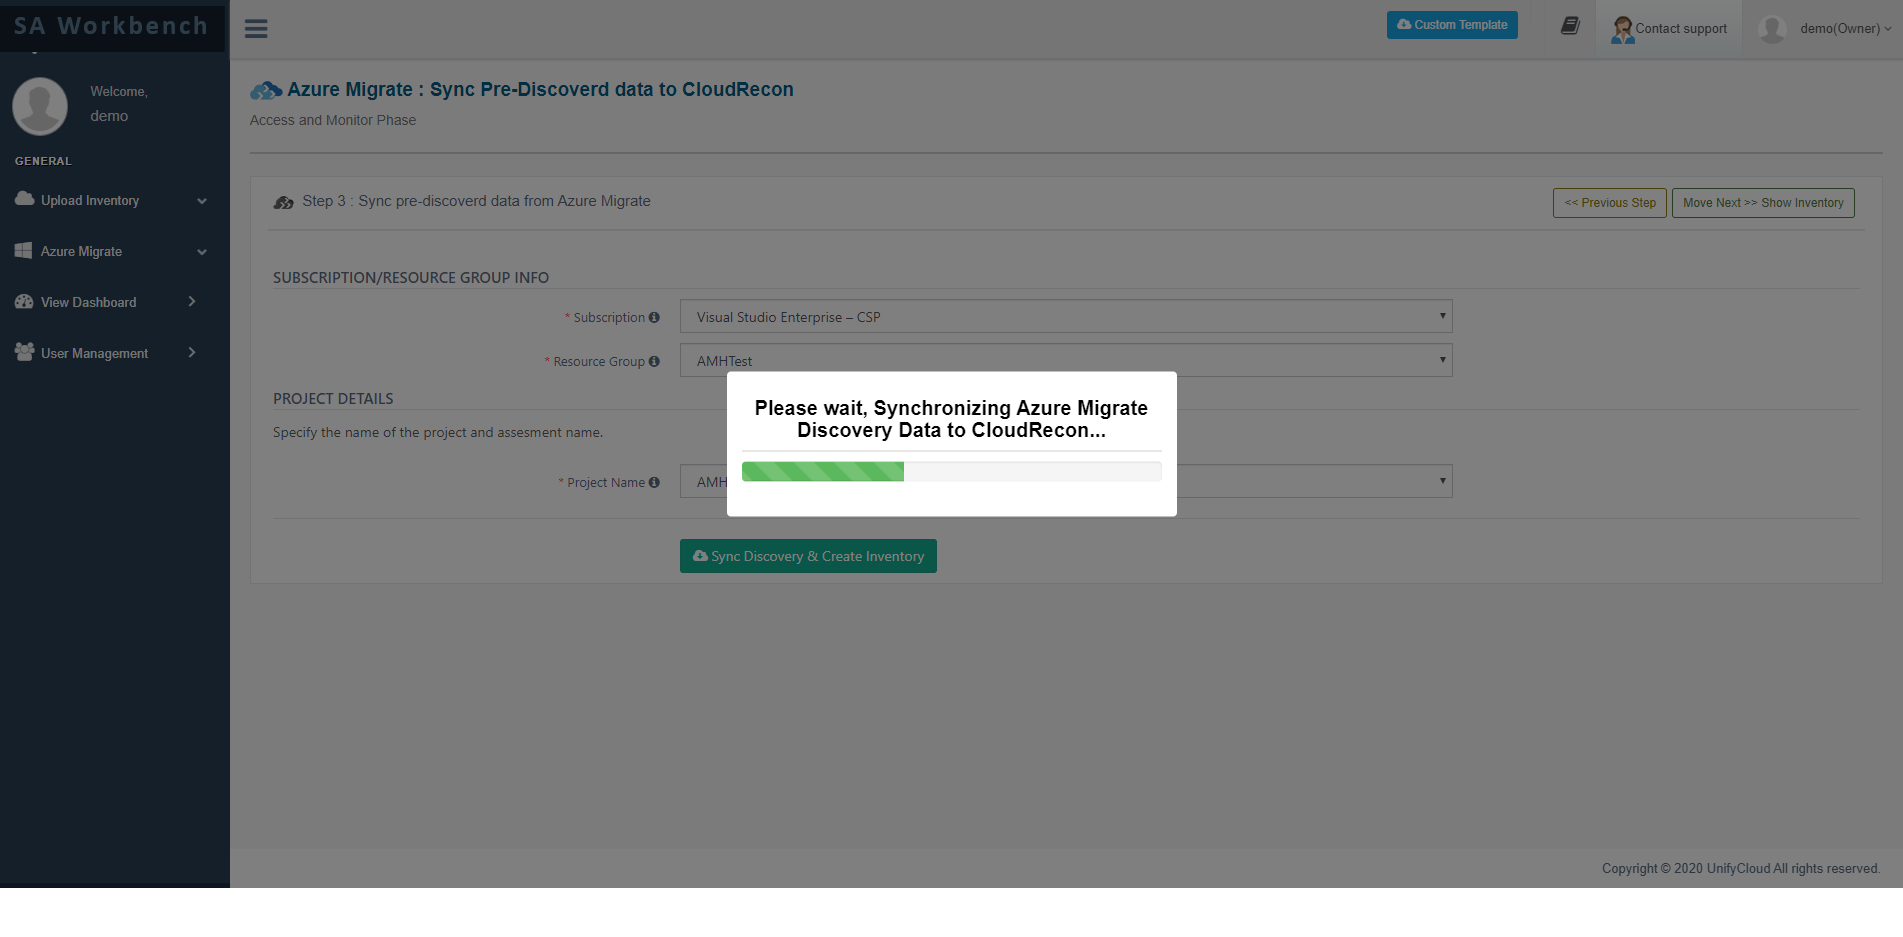 SA Workbench
Custom Template
Contact support
demo(Owner)
Welcome,
demo
GENERAL
Upload Inventory
Azure Migrate
View Dashboard
User Management
Azure Migrate : Sync Pre-Discoverd data to CloudRecon
Access and Monitor Phase
Step 3 : Sync pre-discoverd data from Azure Migrate
<< Previous Step
Move Next >> Show Inventory
SUBSCRIPTION/RESOURCE GROUP INFO
* Subscription
Visual Studio Enterprise – CSP
* Resource Group
AMHTest
PROJECT DETAILS
Specify the name of the project and assesment name.
* Project Name
AMH
Please wait, Synchronizing Azure Migrate
Discovery Data to CloudRecon...
Sync Discovery & Create Inventory
Copyright © 2020 UnifyCloud All rights reserved.